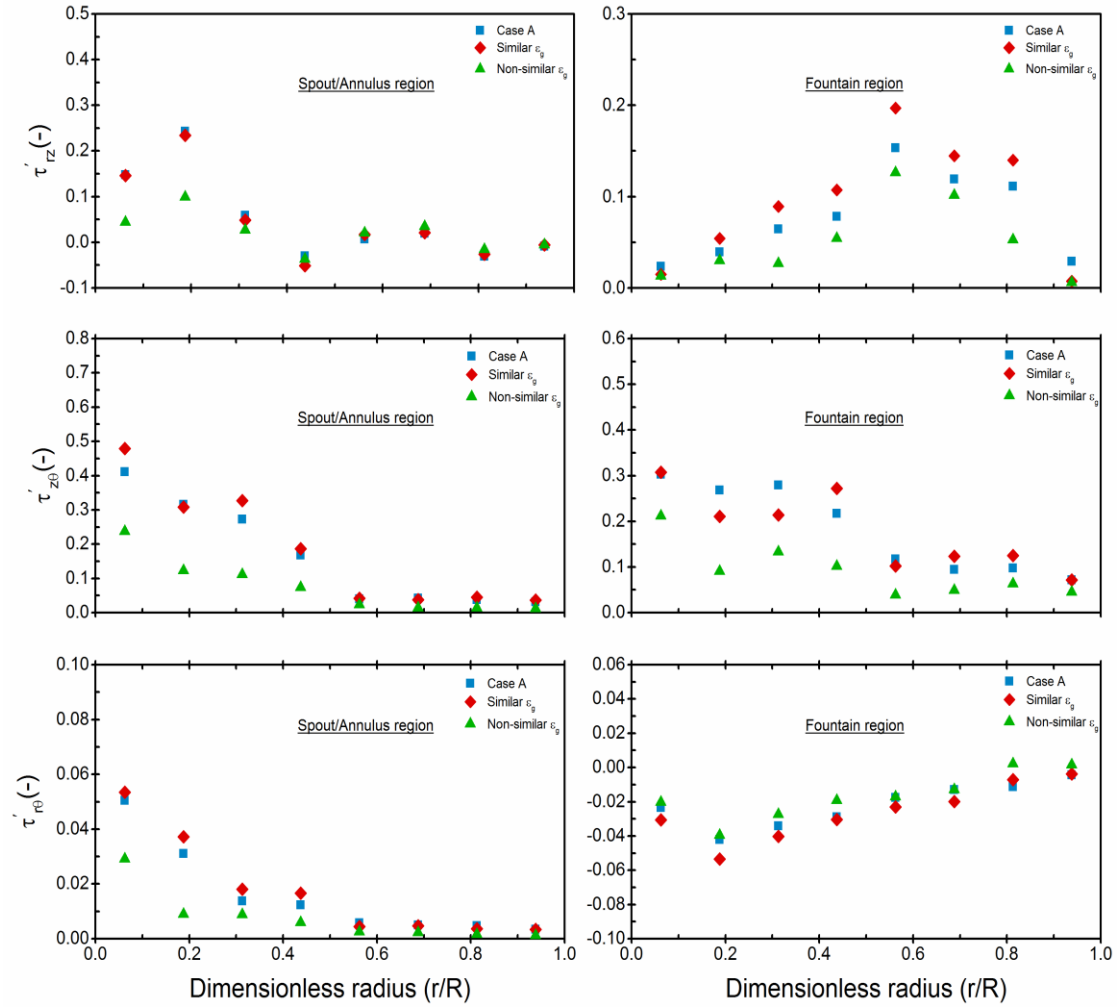 0.5
0.4
0.3
0.2
0.1
0.0
-0.1
τ′rz(-)
Case A
Similar εg
Non-similar εg
Spout/Annulus region
0.3
0.2
0.1
0.0
Case A
Similar εg
Non-similar εg
Fountain region
0.8
0.7
0.6
0.5
0.4
0.3
0.2
0.1
0.0
τ′zθ(-)
Case A
Similar εg
Non-similar εg
Spout/Annulus region
0.6
0.5
0.4
0.3
0.2
0.1
0.0
Case A
Similar εg
Non-similar εg
Fountain region
0.10
0.08
0.06
0.04
0.02
0.00
τ′rθ(-)
Case A
Similar εg
Non-similar εg
Spout/Annulus region
0.0 0.2 0.4 0.6 0.8 1.0
Dimensionless radius (r/R)
0.06
0.04
0.02
0.00
-0.02
-0.04
-0.06
-0.08
-0.10
Case A
Similar εg
Non-similar εg
Fountain region
0.0 0.2 0.4 0.6 0.8 1.0
Dimensionless radius (r/R)